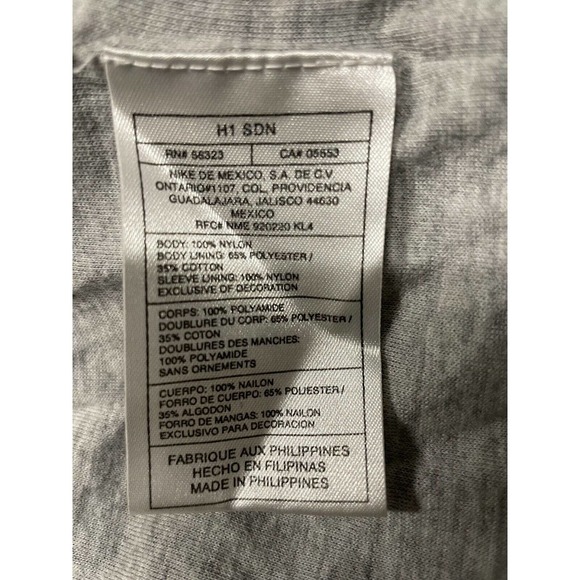 H1 SDN
RN# 56323 CA# 05553
NIKE DE MEXICO, S.A. DE C.V
ONTARIO#1107, COL. PROVIDENCIA
GUADALAJARA, JALISCO 44630
MEXICO
RFC# NME 920220 KL4
BODY: 100% NYLON
BODY LINING: 65% POLYESTER /
35% COTTON
SLEEVE LINING: 100% NYLON
EXCLUSIVE OF DECORATION
CORPS: 100% POLYAMIDE
DOUBLURE DU CORP: 65% POLYESTER /
35% COTON
DOUBLURES DES MANCHES:
100% POLYAMIDE
SANS ORNEMENTS
CUERPO: 100% NAILON
FORRO DE CUERPO: 65% POLIESTER /
35% ALGODON
FORRO DE MANGAS: 100% NAILON
EXCLUSIVO PARA DECORACION
FABRIQUE AUX PHILIPPINES
HECHO EN FILIPINAS
MADE IN PHILIPPINES